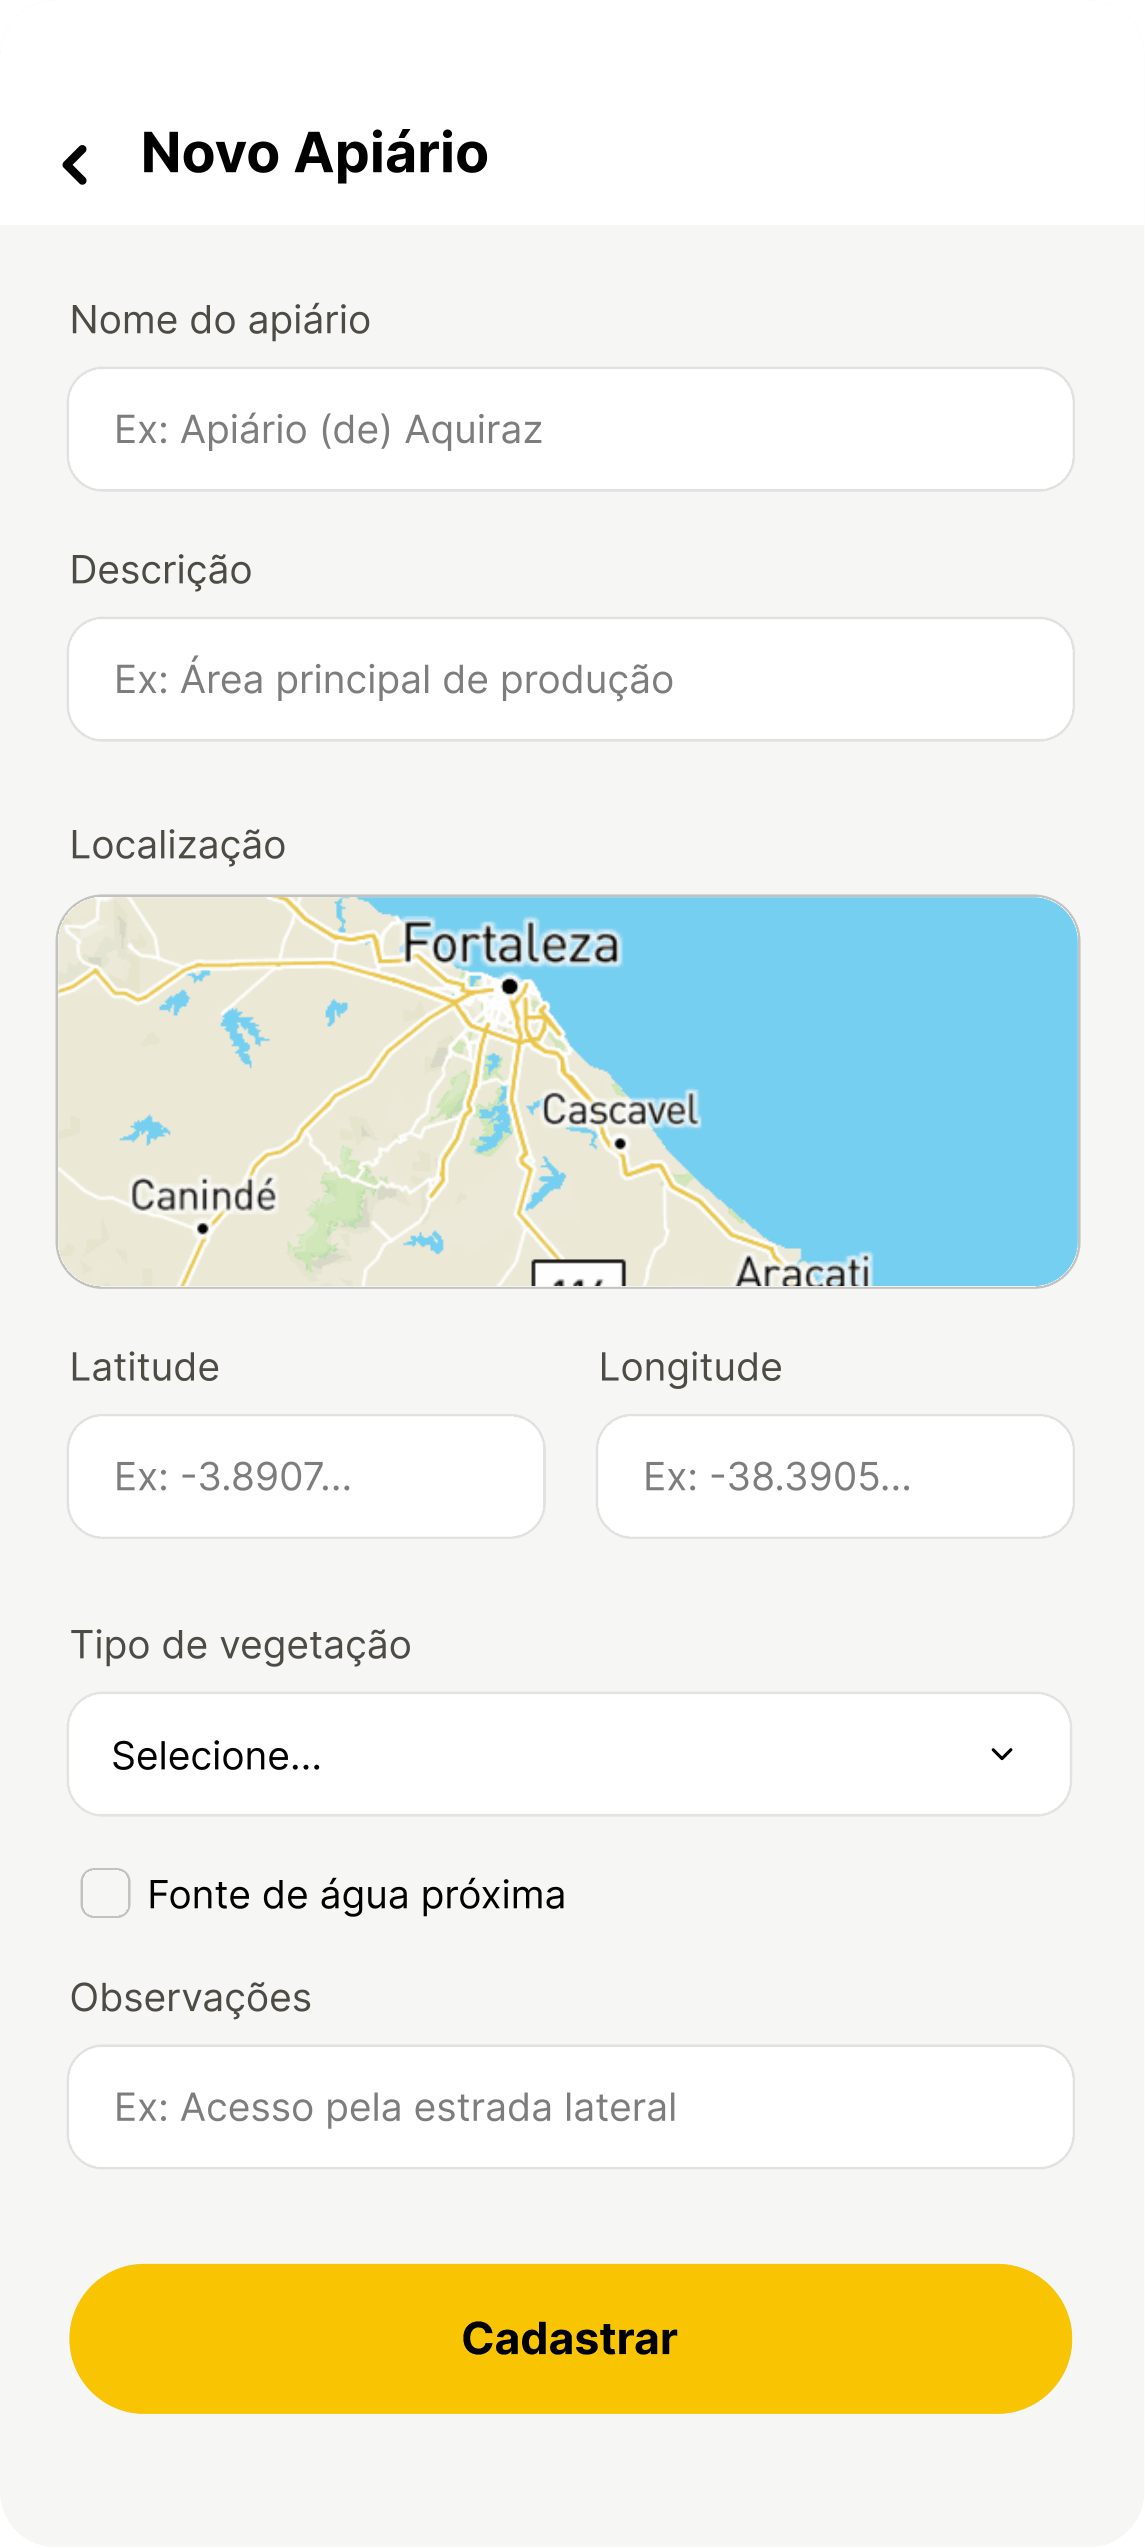 Novo Apiário
Nome do apiário
Ex: Apiário (de) Aquiraz
Descrição
Ex: Área principal de produção
Localização
Fortaleza
Cascavel
Canindé
Aracati
Latitude
Longitude
Ex: -3.8907...
Ex: -38.3905...
Tipo de vegetação
Selecione...
Fonte de água próxima
Observações
Ex: Acesso pela estrada lateral
Cadastrar